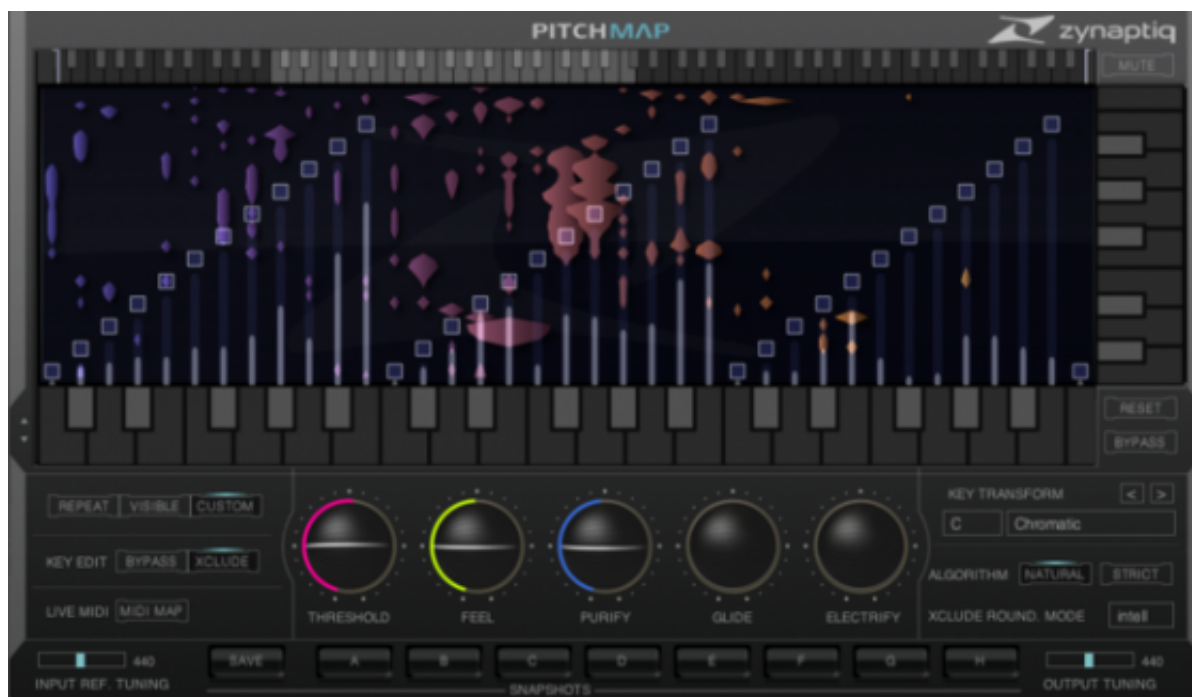 PITCHMAP
zynaptiq
MUTE
RESET
BYPASS
REPEAT VISIBLE CUSTOM
KEY EDIT BYPASS XCLUDE
LIVE MIDI MIDI MAP
THRESHOLD FEEL PURIFY GLIDE ELECTRIFY
KEY TRANSFORM < >
C Chromatic
ALGORITHM NATURAL STRICT
XCLUDE ROUND. MODE intell
440 SAVE A B C D E F G H 440
INPUT REF. TUNING SNAPSHOTS OUTPUT TUNING